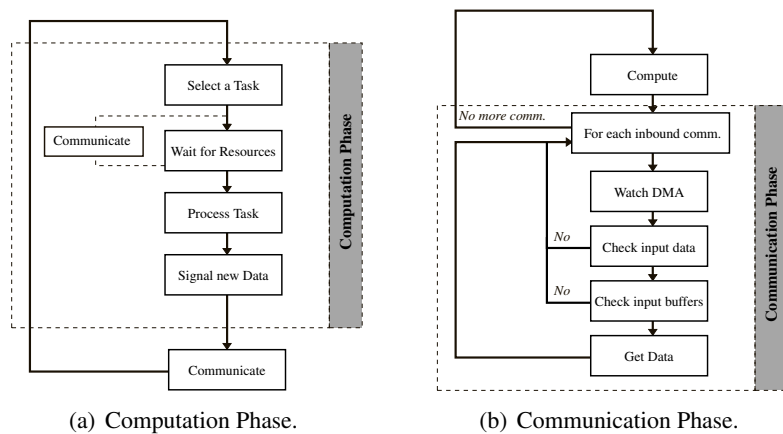 Select a Task
Communicate
Wait for Resources
Process Task
Signal new Data
Communicate
Computation Phase
(a) Computation Phase.
Compute
No more comm.
For each inbound comm.
Watch DMA
No
Check input data
No
Check input buffers
Get Data
Communication Phase
(b) Communication Phase.